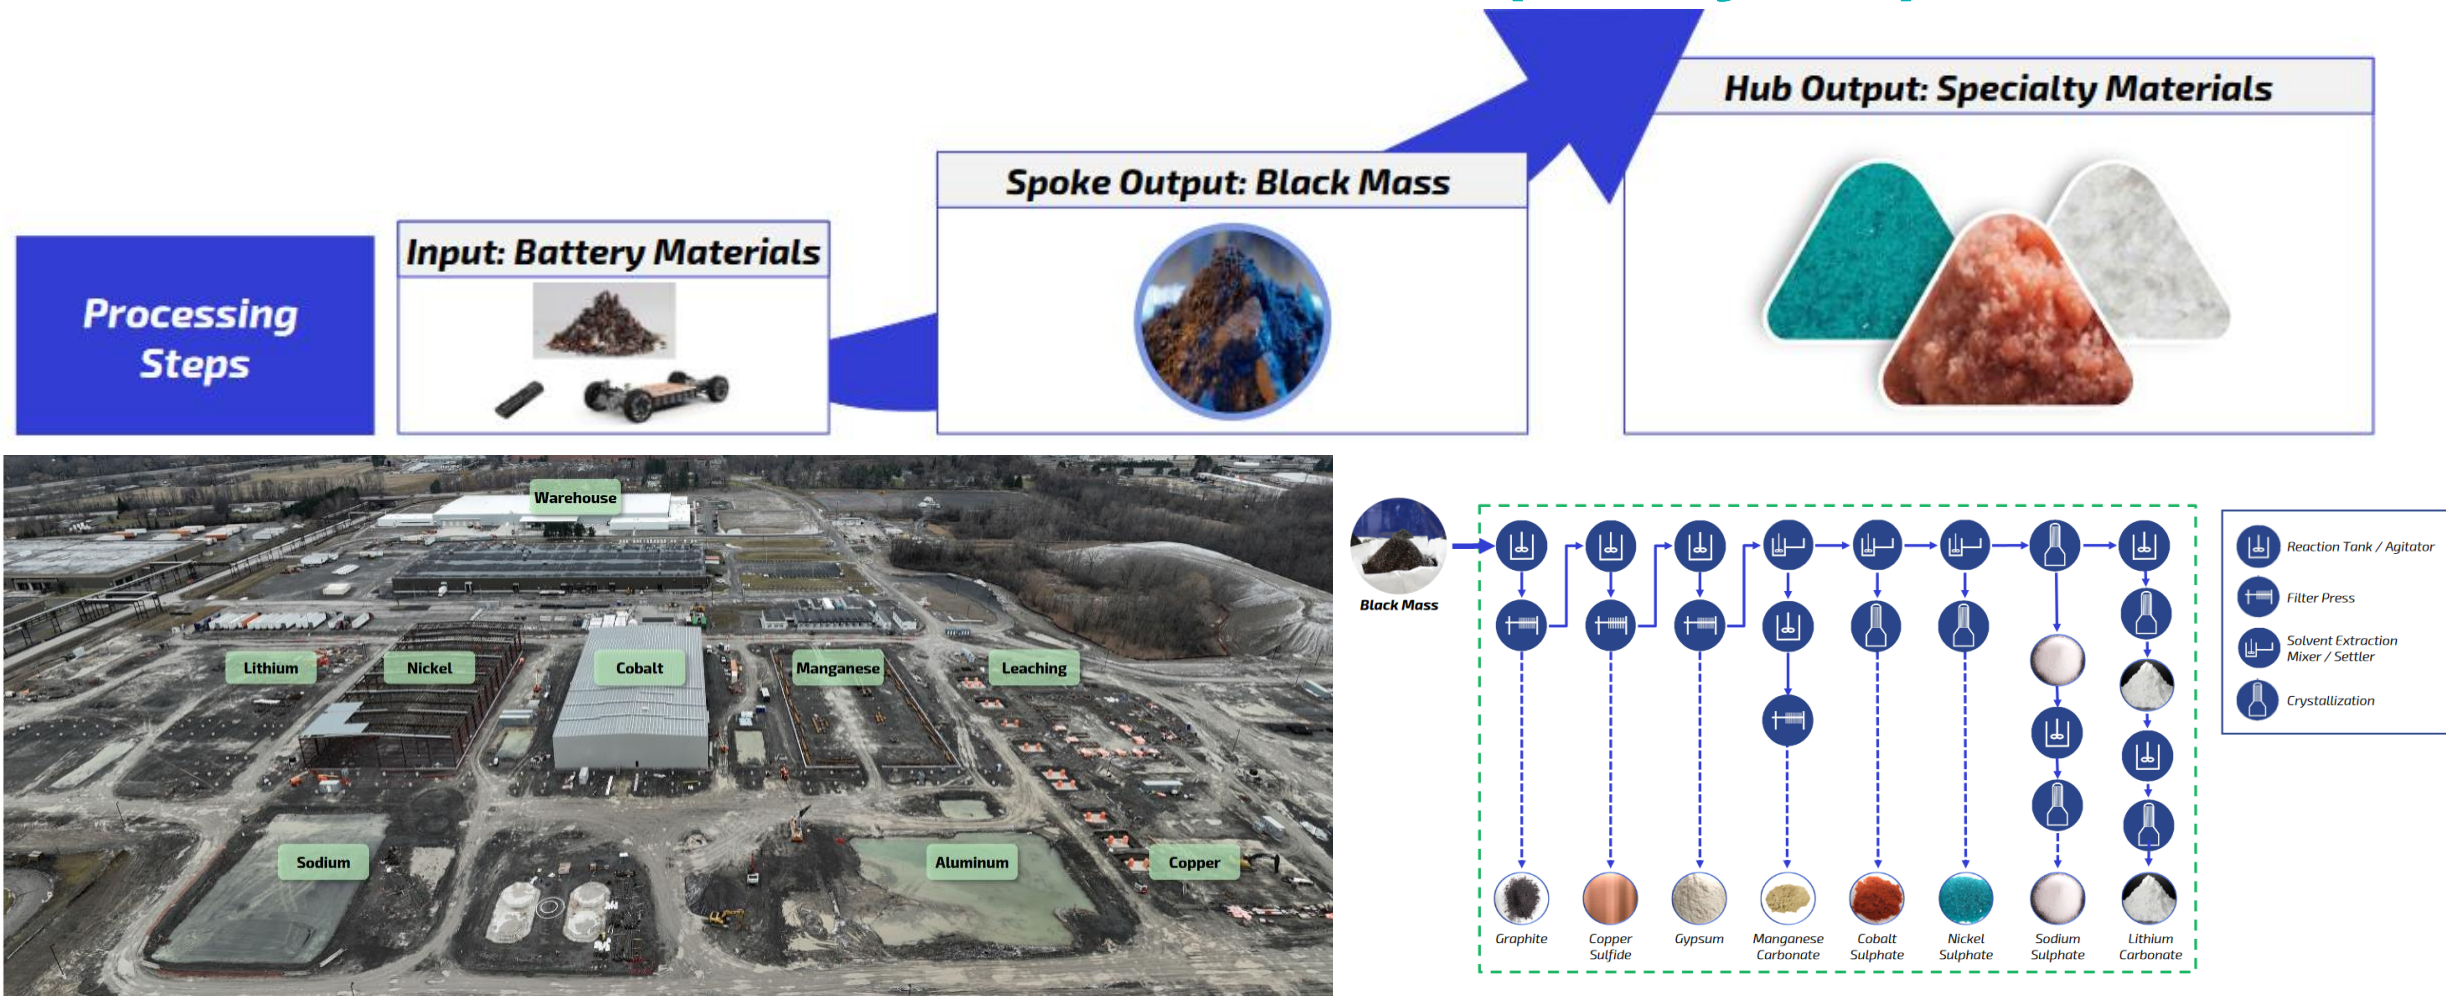 Hub Output: Specialty Materials
Spoke Output: Black Mass
Input: Battery Materials
Processing
Steps
Warehouse
Lithium
Nickel
Cobalt
Manganese
Leaching
Sodium
Aluminum
Copper
Black Mass
Reaction Tank / Agitator
Filter Press
Solvent Extraction
Mixer / Settler
Crystallization
Graphite
Copper
Sulfide
Gypsum
Manganese
Carbonate
Cobalt
Sulphate
Nickel
Sulphate
Sodium
Sulphate
Lithium
Carbonate